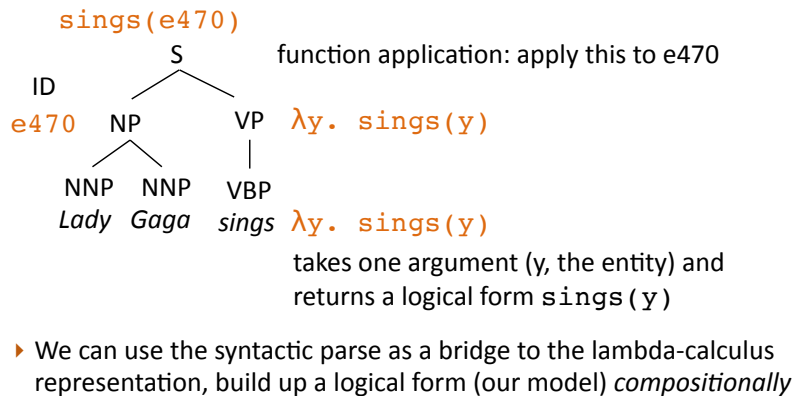 sings(e470)
S function application: apply this to e470
ID
e470 NP VP λy. sings(y)
NNP NNP VBP
Lady Gaga sings λy. sings(y)
takes one argument (y, the entity) and
returns a logical form sings(y)
▸ We can use the syntactic parse as a bridge to the lambda-calculus
representation, build up a logical form (our model) compositionally